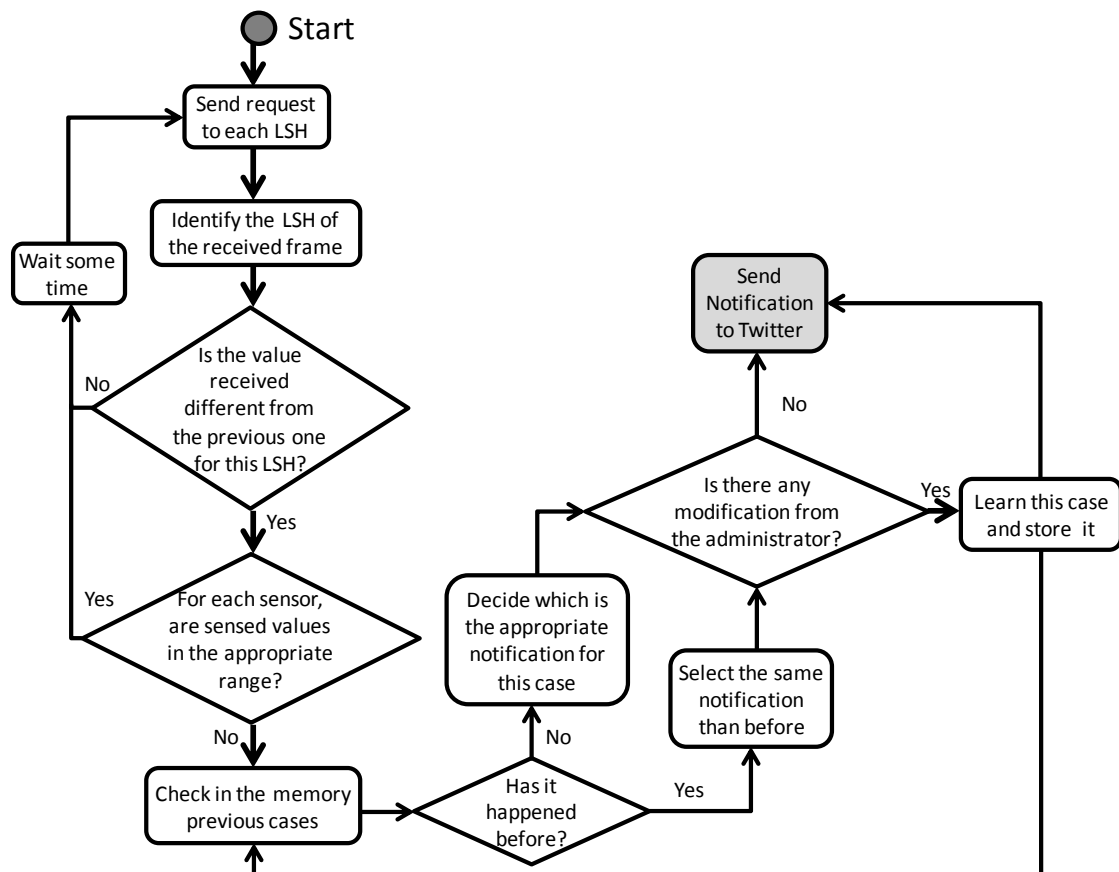 Start
Send request
to each LSH
Identify the LSH of
the received frame
Wait some
time
Send
Notification
to Twitter
Is the value
received
different from
the previous one
for this LSH?
No
No
Is there any
modification from
the administrator?
Yes
Learn this case
and store it
Yes
For each sensor,
are sensed values
in the appropriate
range?
Yes
Decide which is
the appropriate
notification for
this case
Select the same
notification
than before
No
No
Check in the memory
previous cases
Has it
happened
before?
Yes